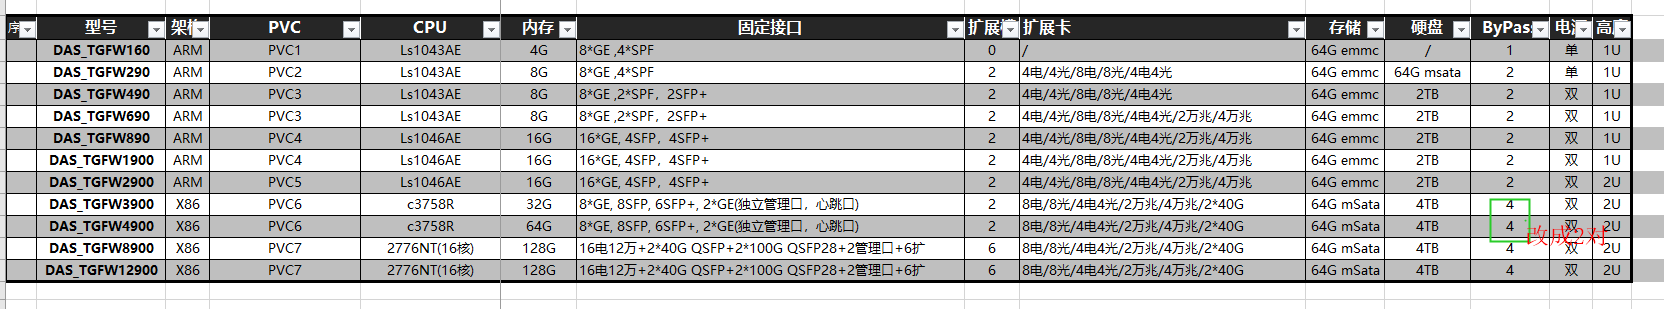 序 型号 架构 PVC CPU 内存 固定接口 扩展槽 扩展卡 存储 硬盘 ByPass 电源 高度
DAS_TGFW160 ARM PVC1 Ls1043AE 4G 8*GE ,4*SPF 0 / 64G emmc / 1 单 1U
DAS_TGFW290 ARM PVC2 Ls1043AE 8G 8*GE ,4*SPF 2 4电/4光/8电/8光/4电4光 64G emmc 64G msata 2 单 1U
DAS_TGFW490 ARM PVC3 Ls1043AE 8G 8*GE ,2*SPF，2SFP+ 2 4电/4光/8电/8光/4电4光 64G emmc 2TB 2 双 1U
DAS_TGFW690 ARM PVC3 Ls1043AE 8G 8*GE ,2*SPF，2SFP+ 2 4电/4光/8电/8光/4电4光/2万兆/4万兆 64G emmc 2TB 2 双 1U
DAS_TGFW890 ARM PVC4 Ls1046AE 16G 16*GE, 4SFP，4SFP+ 2 4电/4光/8电/8光/4电4光/2万兆/4万兆 64G emmc 2TB 2 双 1U
DAS_TGFW1900 ARM PVC4 Ls1046AE 16G 16*GE, 4SFP，4SFP+ 2 4电/4光/8电/8光/4电4光/2万兆/4万兆 64G emmc 2TB 2 双 1U
DAS_TGFW2900 ARM PVC5 Ls1046AE 16G 16*GE, 4SFP，4SFP+ 2 4电/4光/8电/8光/4电4光/2万兆/4万兆 64G emmc 2TB 2 双 2U
DAS_TGFW3900 X86 PVC6 c3758R 32G 8*GE, 8SFP, 6SFP+, 2*GE(独立管理口，心跳口) 2 8电/8光/4电4光/2万兆/4万兆/2*40G 64G mSata 4TB 4 双 2U
DAS_TGFW4900 X86 PVC6 c3758R 64G 8*GE, 8SFP, 6SFP+, 2*GE(独立管理口，心跳口) 2 8电/8光/4电4光/2万兆/4万兆/2*40G 64G mSata 4TB 4 双 2U
改成2对
DAS_TGFW8900 X86 PVC7 2776NT(16核) 128G 16电12万+2*40G QSFP+2*100G QSFP28+2管理口+6扩 6 8电/8光/4电4光/2万兆/4万兆/2*40G 64G mSata 4TB 4 双 2U
DAS_TGFW12900 X86 PVC7 2776NT(16核) 128G 16电12万+2*40G QSFP+2*100G QSFP28+2管理口+6扩 6 8电/8光/4电4光/2万兆/4万兆/2*40G 64G mSata 4TB 4 双 2U